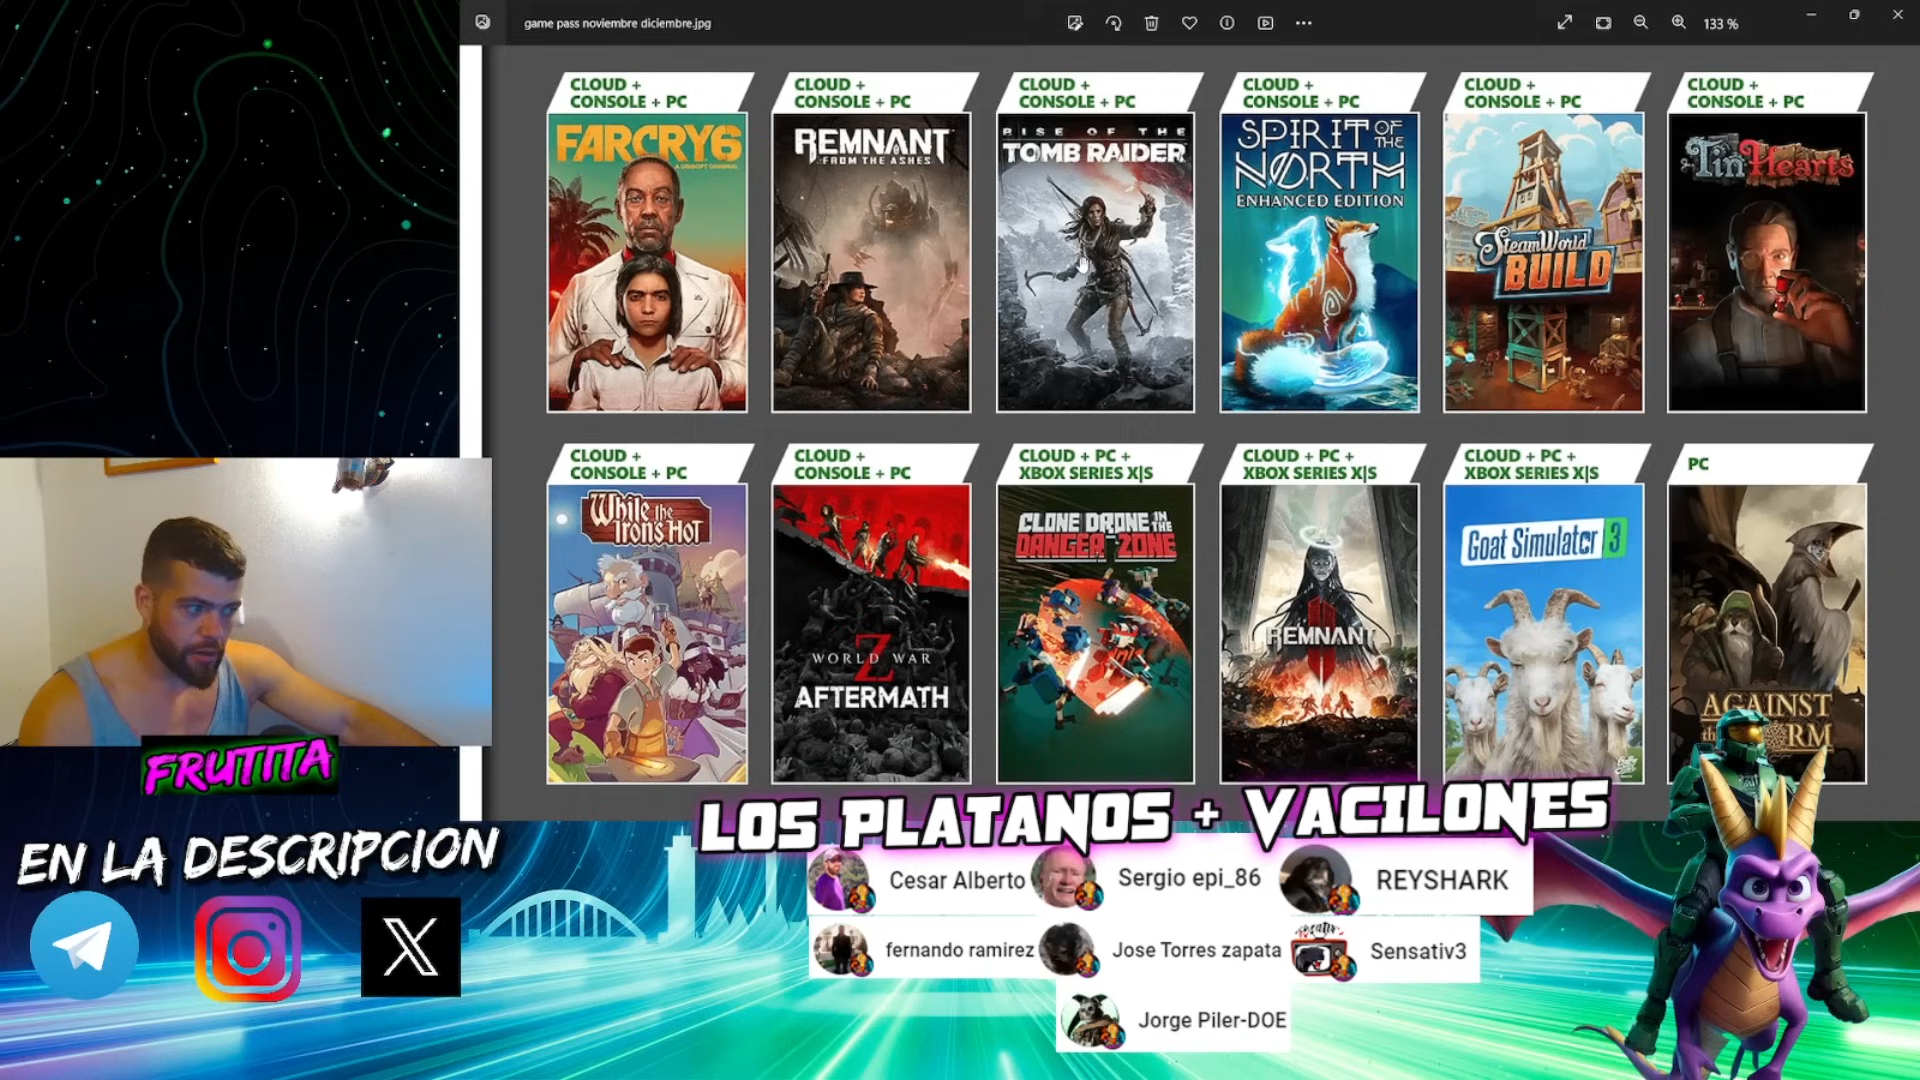 game pass noviembre diciembre.jpg
133 %
CLOUD +
CONSOLE + PC
CLOUD +
CONSOLE + PC
CLOUD +
CONSOLE + PC
CLOUD +
CONSOLE + PC
CLOUD +
CONSOLE + PC
CLOUD +
CONSOLE + PC
FARCRY6
A UBISOFT ORIGINAL
REMNANT
FROM THE ASHES
RISE OF THE
TOMB RAIDER
SPIRIT OF THE
NORTH
ENHANCED EDITION
SteamWorld
BUILD
TinHearts
CLOUD +
CONSOLE + PC
CLOUD +
CONSOLE + PC
CLOUD + PC +
XBOX SERIES X|S
CLOUD + PC +
XBOX SERIES X|S
CLOUD + PC +
XBOX SERIES X|S
PC
While the
Iron's Hot
WORLD WAR
Z
AFTERMATH
CLONE DRONE IN THE
DANGER ZONE
REMNANT II
Goat Simulator 3
AGAINST
the
FRUTITA
LOS PLATANOS + VACILONES
EN LA DESCRIPCION
Cesar Alberto
Sergio epi_86
REYSHARK
fernando ramirez
Jose Torres zapata
Sensativ3
Jorge Piler-DOE